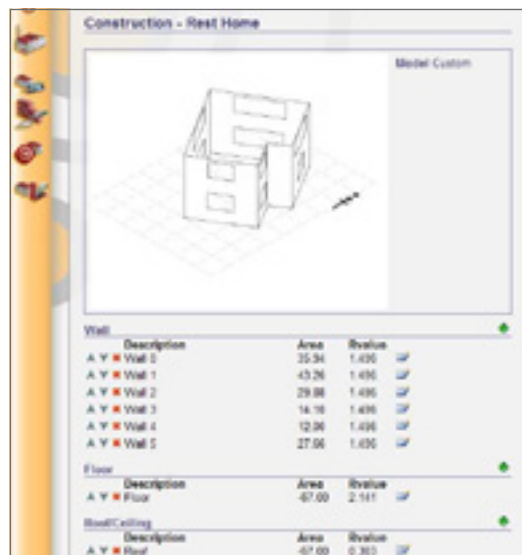 Construction - Rest Home
Model Custom
Wall
Description Area Rvalue
A Y Wall 0 35.94 1.496
A Y Wall 1 43.26 1.496
A Y Wall 2 29.88 1.496
A Y Wall 3 14.16 1.496
A Y Wall 4 12.06 1.496
A Y Wall 5 27.66 1.496
Floor
Description Area Rvalue
A Y Floor -67.00 2.141
Roof/Ceiling
Description Area Rvalue
A Y Roof -67.00 0.303